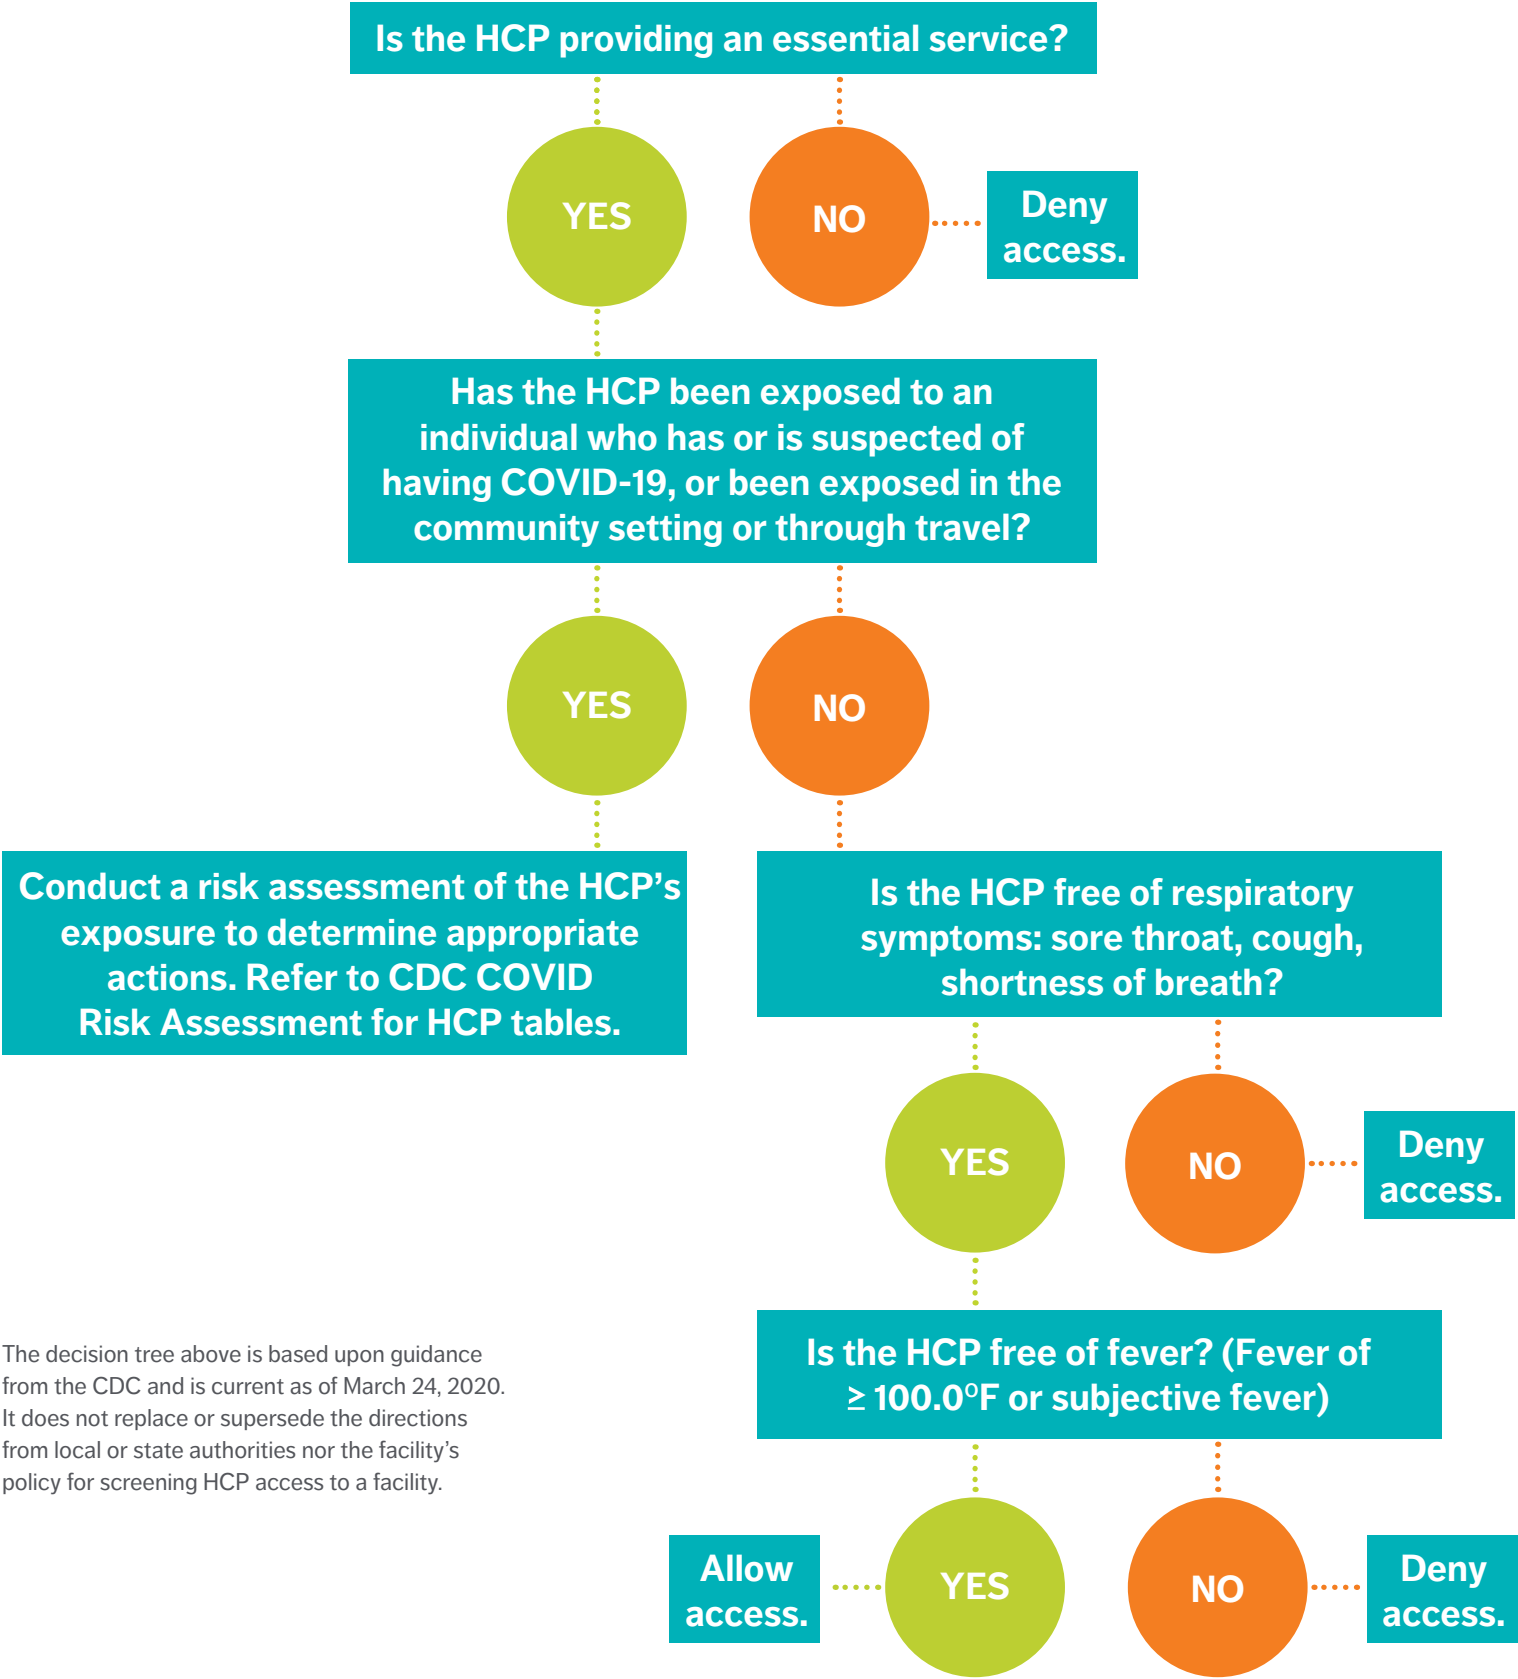 Is the HCP providing an essential service?
YES
NO
Deny
access.
Has the HCP been exposed to an
individual who has or is suspected of
having COVID-19, or been exposed in the
community setting or through travel?
YES
NO
Conduct a risk assessment of the HCP's
exposure to determine appropriate
actions. Refer to CDC COVID
Risk Assessment for HCP tables.
Is the HCP free of respiratory
symptoms: sore throat, cough,
shortness of breath?
YES
NO
Deny
access.
Is the HCP free of fever? (Fever of
≥ 100.0°F or subjective fever)
YES
NO
Allow
access.
Deny
access.
The decision tree above is based upon guidance
from the CDC and is current as of March 24, 2020.
It does not replace or supersede the directions
from local or state authorities nor the facility's
policy for screening HCP access to a facility.